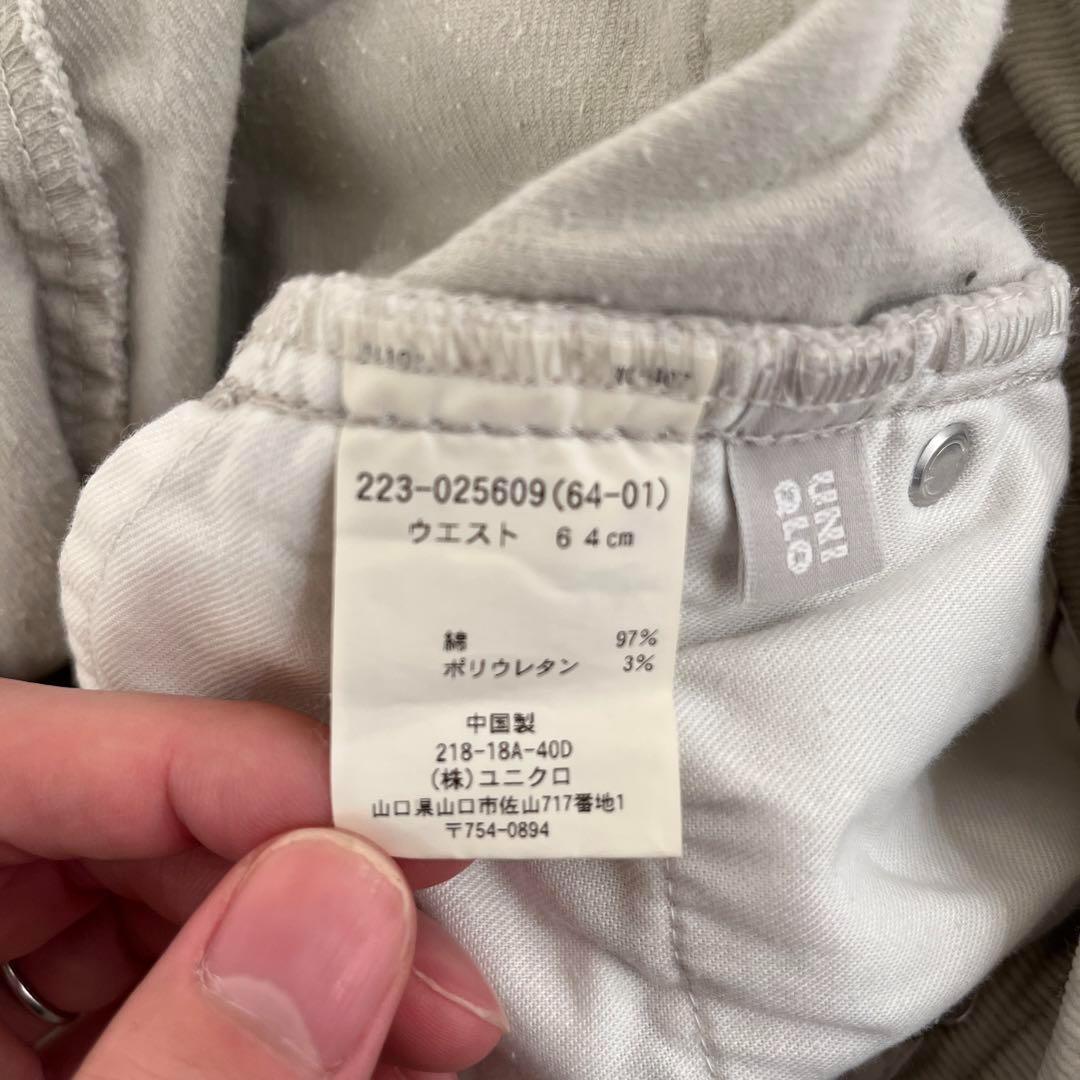 223-025609(64-01)
ウエスト 64cm
綿 97%
ポリウレタン 3%
中国製
218-18A-40D
(株)ユニクロ
山口県山口市佐山717番地1
〒754-0894
UNI
QLO